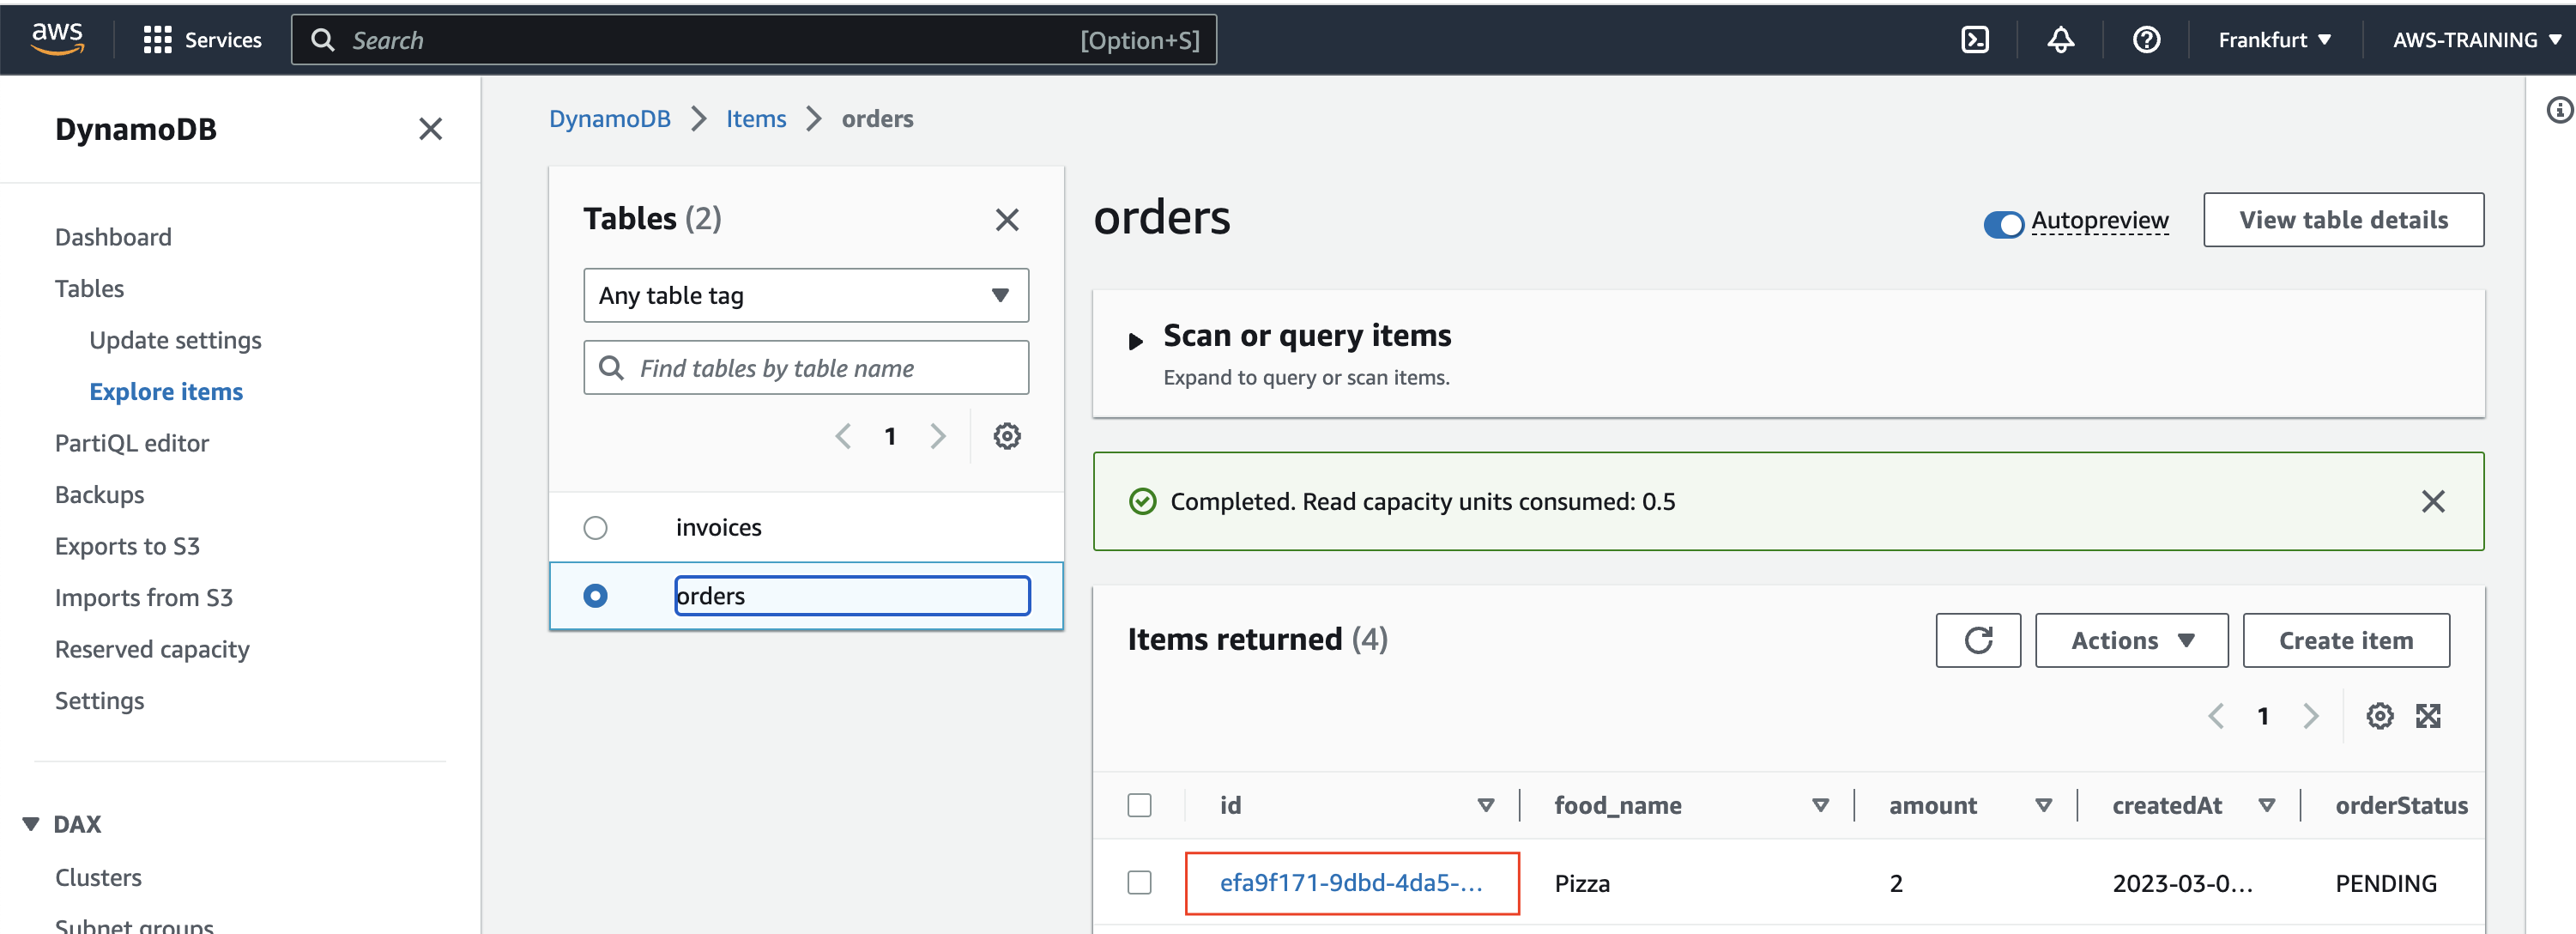 aws
Services
Search
[Option+S]
Frankfurt
AWS-TRAINING
DynamoDB
Dashboard
Tables
Update settings
Explore items
PartiQL editor
Backups
Exports to S3
Imports from S3
Reserved capacity
Settings
DAX
Clusters
Subnet groups
DynamoDB
Items
orders
Tables (2)
Any table tag
Find tables by table name
1
invoices
orders
orders
Autopreview
View table details
Scan or query items
Expand to query or scan items.
Completed. Read capacity units consumed: 0.5
Items returned (4)
Actions
Create item
1
id
food_name
amount
createdAt
orderStatus
efa9f171-9dbd-4da5-...
Pizza
2
2023-03-0...
PENDING